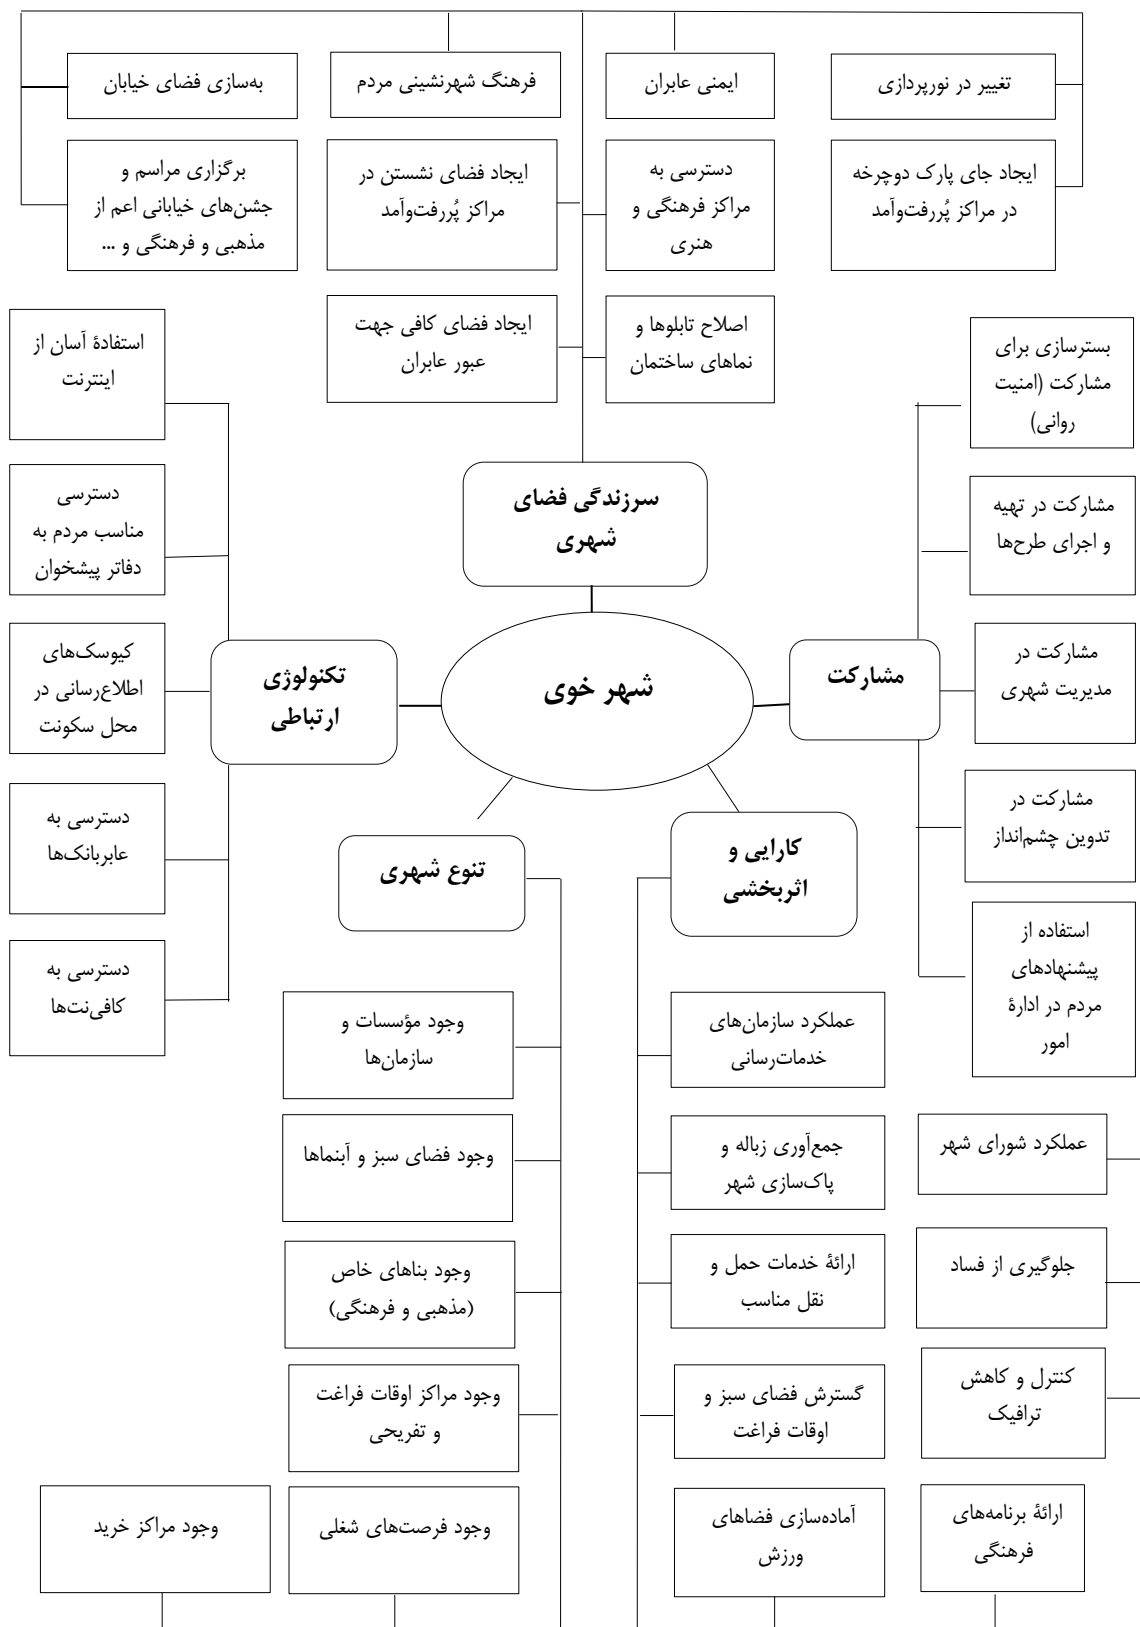 تغییر در نورپردازی
ایمنی عابران
فرهنگ شهرنشینی مردم
به‌سازی فضای خیابان
ایجاد جای پارک دوچرخه
در مراکز پُررفت‌وآمد
دسترسی به
مراکز فرهنگی و
هنری
ایجاد فضای نشستن در
مراکز پُررفت‌وآمد
برگزاری مراسم و
جشن‌های خیابانی اعم از
مذهبی و فرهنگی و ...
اصلاح تابلوها و
نماهای ساختمان
ایجاد فضای کافی جهت
عبور عابران
سرزندگی فضای
شهری
شهر خوی
مشارکت
بسترسازی برای
مشارکت (امنیت
روانی)
مشارکت در تهیه
و اجرای طرح‌ها
مشارکت در
مدیریت شهری
مشارکت در
تدوین چشم‌انداز
استفاده از
پیشنهادهای
مردم در ادارۀ
امور
تکنولوژی
ارتباطی
استفادۀ آسان از
اینترنت
دسترسی
مناسب مردم به
دفاتر پیشخوان
کیوسک‌های
اطلاع‌رسانی در
محل سکونت
دسترسی به
عابربانک‌ها
دسترسی به
کافی‌نت‌ها
کارایی و
اثربخشی
عملکرد سازمان‌های
خدمات‌رسانی
جمع‌آوری زباله و
پاک‌سازی شهر
ارائۀ خدمات حمل و
نقل مناسب
گسترش فضای سبز و
اوقات فراغت
آماده‌سازی فضاهای
ورزش
عملکرد شورای شهر
جلوگیری از فساد
کنترل و کاهش
ترافیک
ارائۀ برنامه‌های
فرهنگی
تنوع شهری
وجود مؤسسات و
سازمان‌ها
وجود فضای سبز و آبنماها
وجود بناهای خاص
(مذهبی و فرهنگی)
وجود مراکز اوقات فراغت
و تفریحی
وجود فرصت‌های شغلی
وجود مراکز خرید